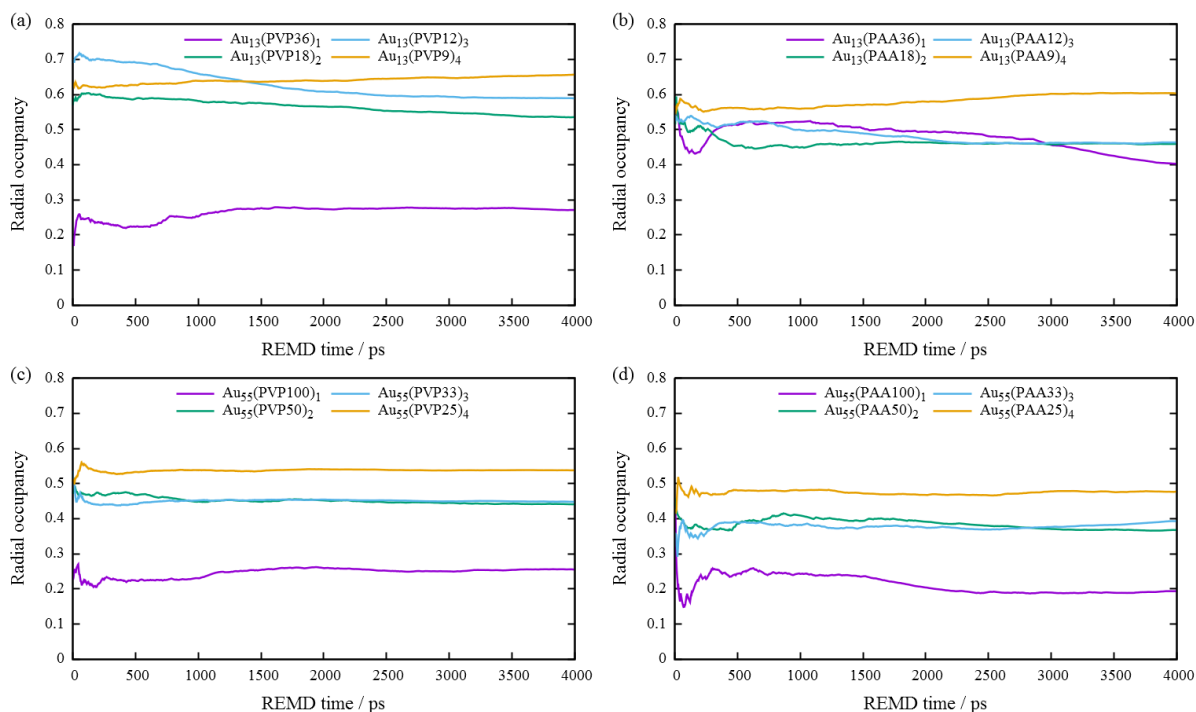 (a)
Radial occupancy
0.8
0.7
0.6
0.5
0.4
0.3
0.2
0.1
0
Au₁₃(PVP36)₁ Au₁₃(PVP12)₃
Au₁₃(PVP18)₂ Au₁₃(PVP9)₄
0 500 1000 1500 2000 2500 3000 3500 4000
REMD time / ps
(b)
Radial occupancy
0.8
0.7
0.6
0.5
0.4
0.3
0.2
0.1
0
Au₁₃(PAA36)₁ Au₁₃(PAA12)₃
Au₁₃(PAA18)₂ Au₁₃(PAA9)₄
0 500 1000 1500 2000 2500 3000 3500 4000
REMD time / ps
(c)
Radial occupancy
0.8
0.7
0.6
0.5
0.4
0.3
0.2
0.1
0
Au₅₅(PVP100)₁ Au₅₅(PVP33)₃
Au₅₅(PVP50)₂ Au₅₅(PVP25)₄
0 500 1000 1500 2000 2500 3000 3500 4000
REMD time / ps
(d)
Radial occupancy
0.8
0.7
0.6
0.5
0.4
0.3
0.2
0.1
0
Au₅₅(PAA100)₁ Au₅₅(PAA33)₃
Au₅₅(PAA50)₂ Au₅₅(PAA25)₄
0 500 1000 1500 2000 2500 3000 3500 4000
REMD time / ps